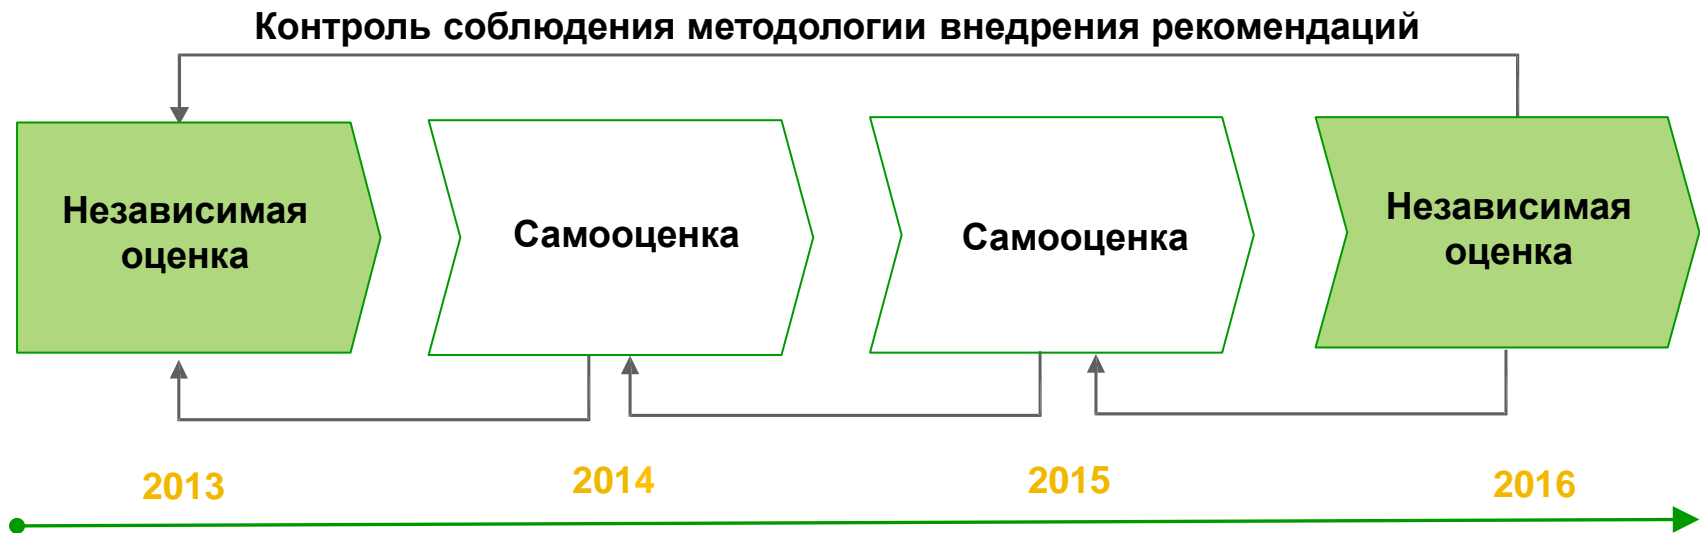 Контроль соблюдения методологии внедрения рекомендаций
Независимая
оценка
Самооценка
Самооценка
Независимая
оценка
2013
2014
2015
2016